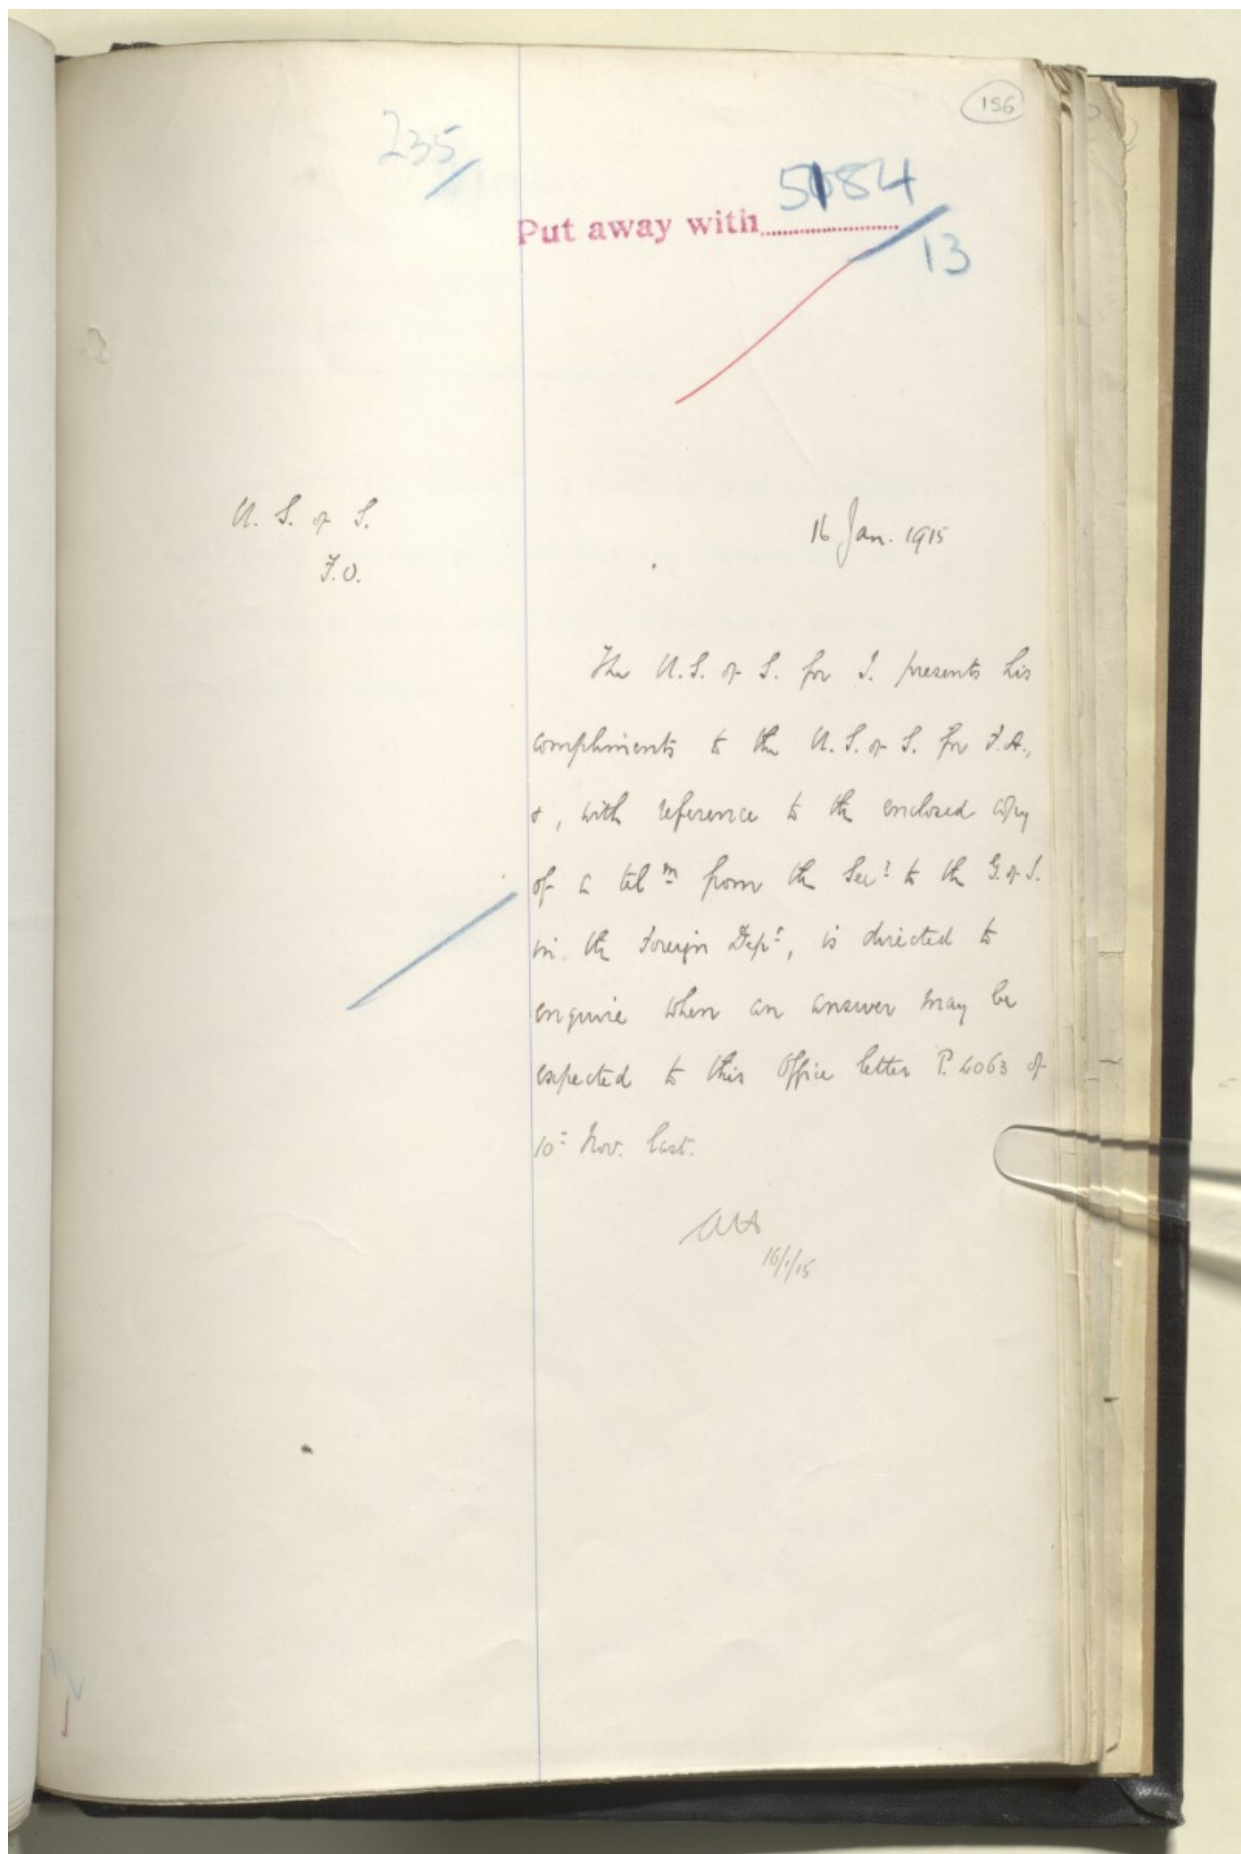 156
235
Put away with 5184
13
U. S. of S.
F.O.
16 Jan. 1915
The U.S. of S. for I. presents his
compliments to the U.S. of S. for F.A.,
&, with reference to the enclosed copy
of a telm from the Secy to the G. of I.
in the Foreign Dept, is directed to
enquire when an answer may be
expected to this Office letter P. 4063 of
10th Nov. last.
16/1/15